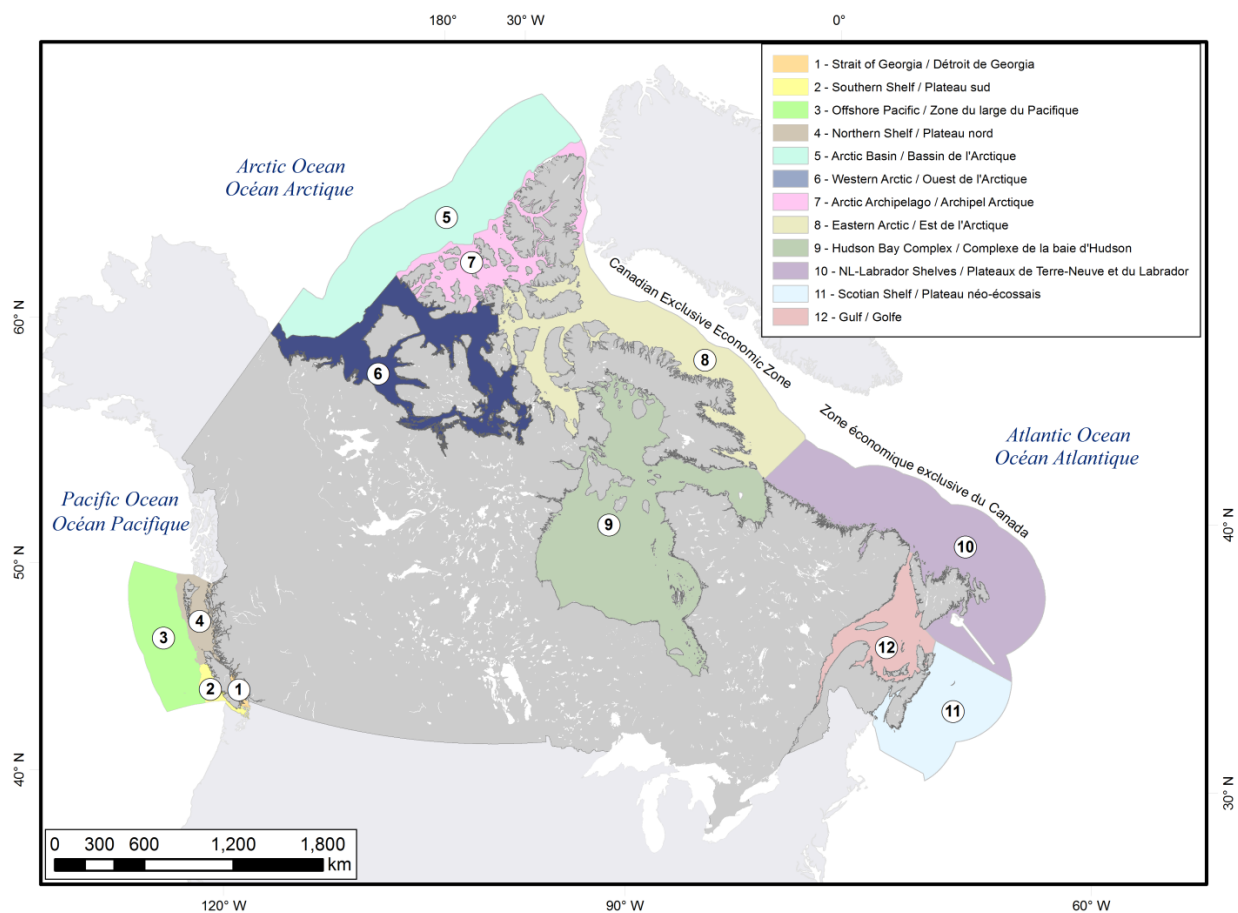 180°
30° W
0°
1 - Strait of Georgia / Détroit de Georgia
2 - Southern Shelf / Plateau sud
3 - Offshore Pacific / Zone du large du Pacifique
4 - Northern Shelf / Plateau nord
5 - Arctic Basin / Bassin de l'Arctique
6 - Western Arctic / Ouest de l'Arctique
7 - Arctic Archipelago / Archipel Arctique
8 - Eastern Arctic / Est de l'Arctique
9 - Hudson Bay Complex / Complexe de la baie d'Hudson
10 - NL-Labrador Shelves / Plateaux de Terre-Neuve et du Labrador
11 - Scotian Shelf / Plateau néo-écossais
12 - Gulf / Golfe
Arctic Ocean
Océan Arctique
5
7
Canadian Exclusive Economic Zone
60° N
8
6
Zone économique exclusive du Canada
Atlantic Ocean
Océan Atlantique
Pacific Ocean
Océan Pacifique
9
40° N
10
50° N
4
3
12
2
1
11
40° N
30° N
0 300 600 1,200 1,800
km
120° W
90° W
60° W